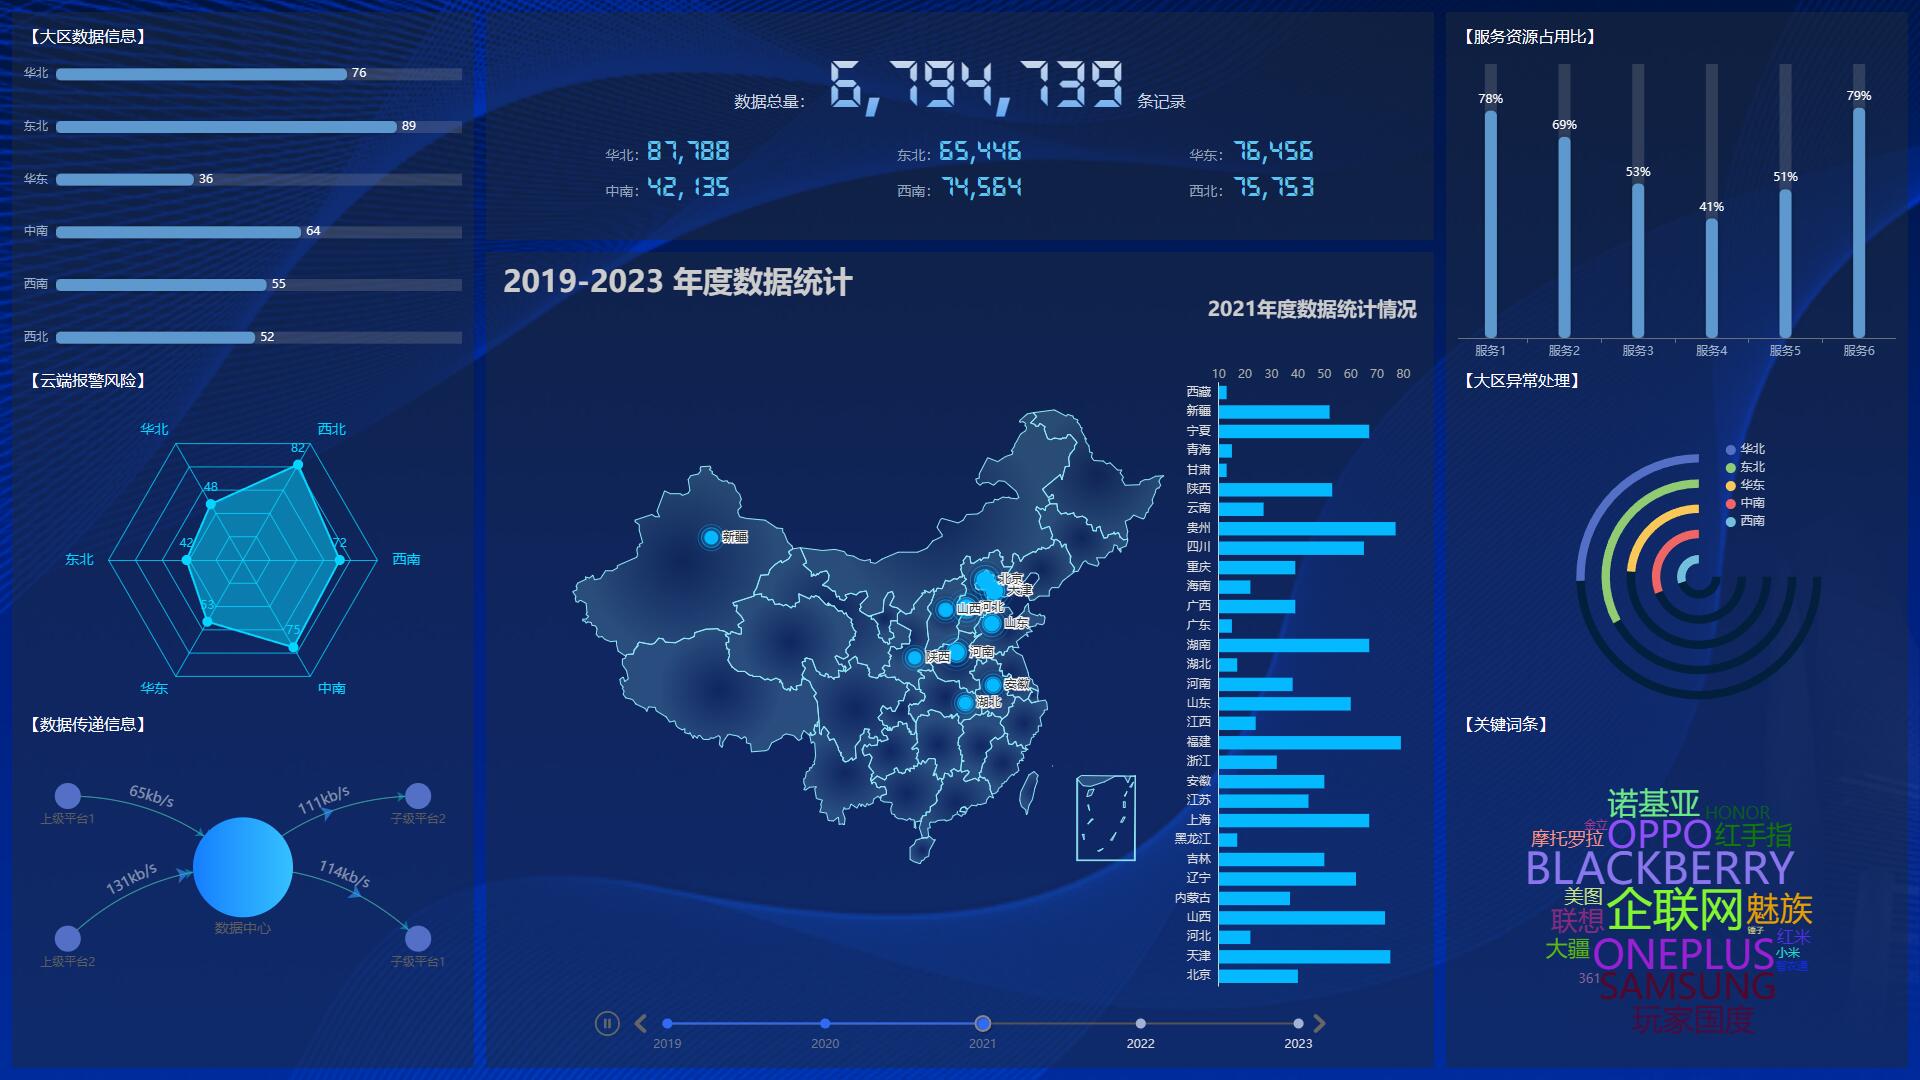 【大区数据信息】
华北 76
东北 89
华东 36
中南 64
西南 55
西北 52
【云端报警风险】
华北 西北
82
48
42 72
东北 西南
53
75
华东 中南
【数据传递信息】
65kb/s 111kb/s
上级平台1 子级平台2
131kb/s 114kb/s
数据中心
上级平台2 子级平台1
数据总量: 6,794,739 条记录
华北: 87,788 东北: 65,446 华东: 76,456
中南: 42,135 西南: 74,564 西北: 75,753
2019-2023 年度数据统计
2021年度数据统计情况
10 20 30 40 50 60 70 80
西藏
新疆
宁夏
青海
甘肃
陕西
云南
贵州
四川
重庆
海南
广西
广东
湖南
湖北
河南
山东
江西
福建
浙江
安徽
江苏
上海
黑龙江
吉林
辽宁
内蒙古
山西
河北
天津
北京
新疆
北京
天津
山西 河北
山东
陕西 河南
安徽
湖北
2019 2020 2021 2022 2023
【服务资源占用比】
78% 69% 53% 41% 51% 79%
服务1 服务2 服务3 服务4 服务5 服务6
【大区异常处理】
华北
东北
华东
中南
西南
【关键词条】
诺基亚 HONOR
金立
摩托罗拉 OPPO 红手指
BLACKBERRY
美图 企联网 魅族
联想 锤子 红米
大疆 ONEPLUS 小米
361 SAMSUNG
玩家国度